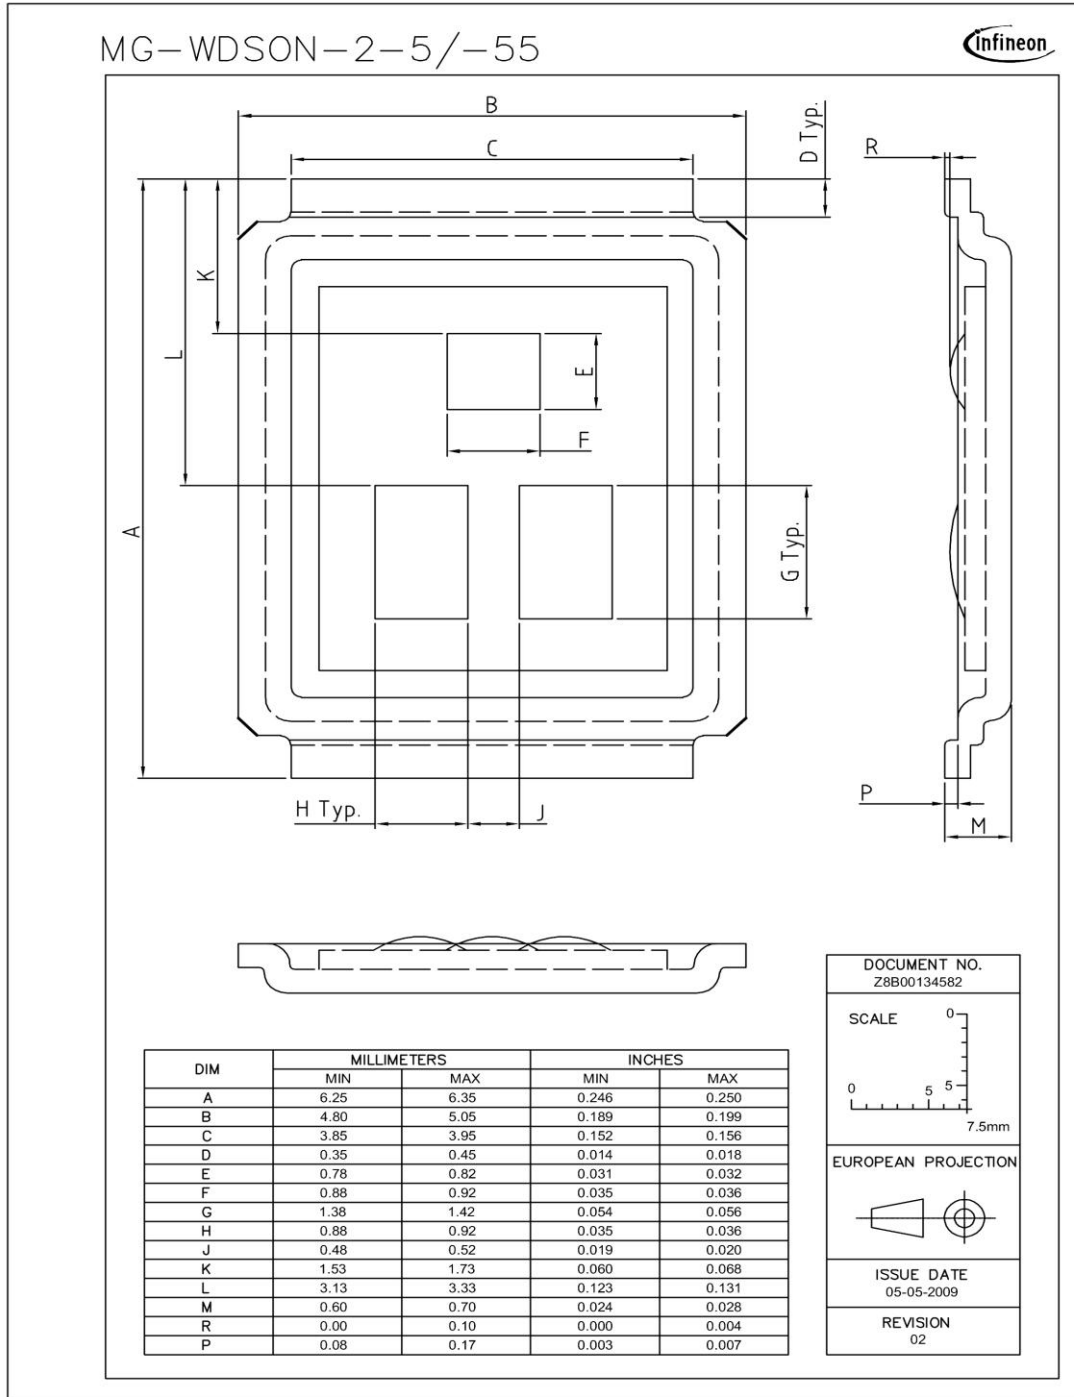 MG-WDSON-2-5/-55
infineon
B
C
D Typ.
R
K
L
E
F
A
G Typ.
H Typ.
J
P
M
DOCUMENT NO.
Z8B00134582
SCALE
0
0 5 5
7.5mm
EUROPEAN PROJECTION
ISSUE DATE
05-05-2009
REVISION
02
DIM MILLIMETERS INCHES
MIN MAX MIN MAX
A 6.25 6.35 0.246 0.250
B 4.80 5.05 0.189 0.199
C 3.85 3.95 0.152 0.156
D 0.35 0.45 0.014 0.018
E 0.78 0.82 0.031 0.032
F 0.88 0.92 0.035 0.036
G 1.38 1.42 0.054 0.056
H 0.88 0.92 0.035 0.036
J 0.48 0.52 0.019 0.020
K 1.53 1.73 0.060 0.068
L 3.13 3.33 0.123 0.131
M 0.60 0.70 0.024 0.028
R 0.00 0.10 0.000 0.004
P 0.08 0.17 0.003 0.007